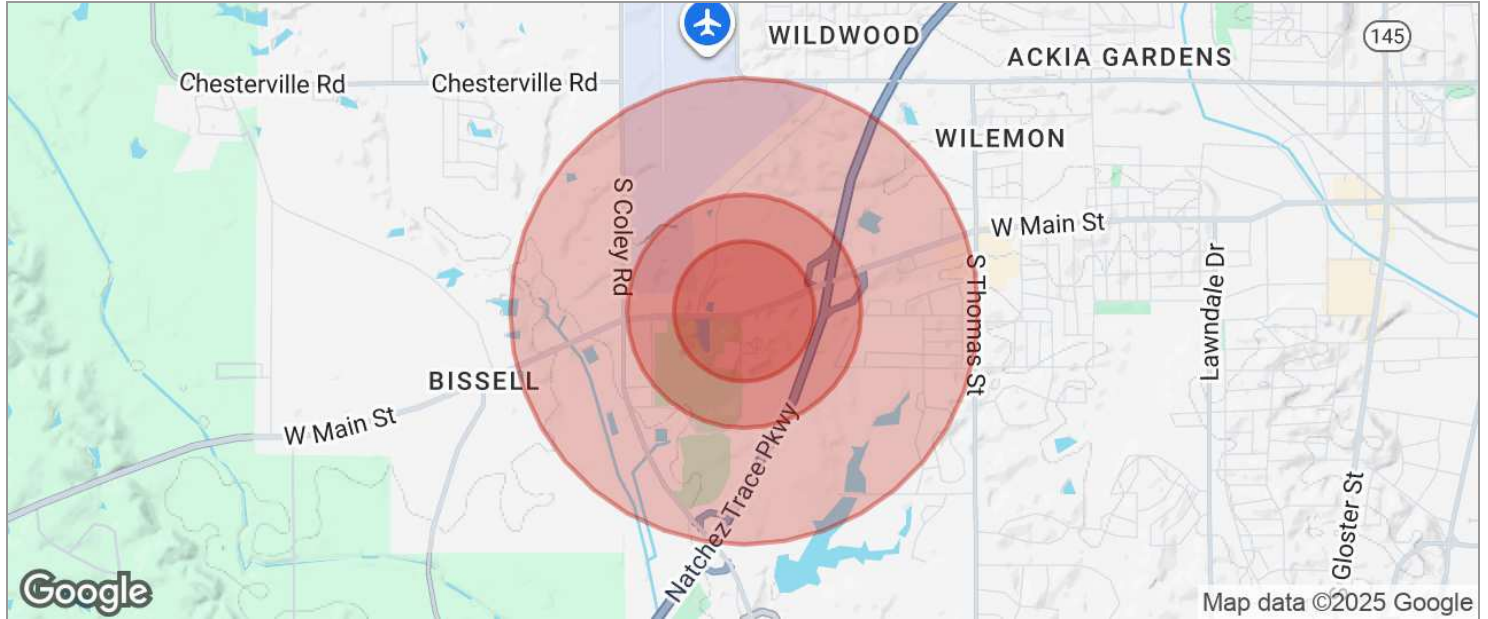 WILDWOOD
145
ACKIA GARDENS
Chesterville Rd
Chesterville Rd
WILEMON
S Coley Rd
W Main St
S Thomas St
Lawndale Dr
BISSELL
W Main St
Natchez Trace Pkwy
S Gloster St
Google
Map data ©2025 Google